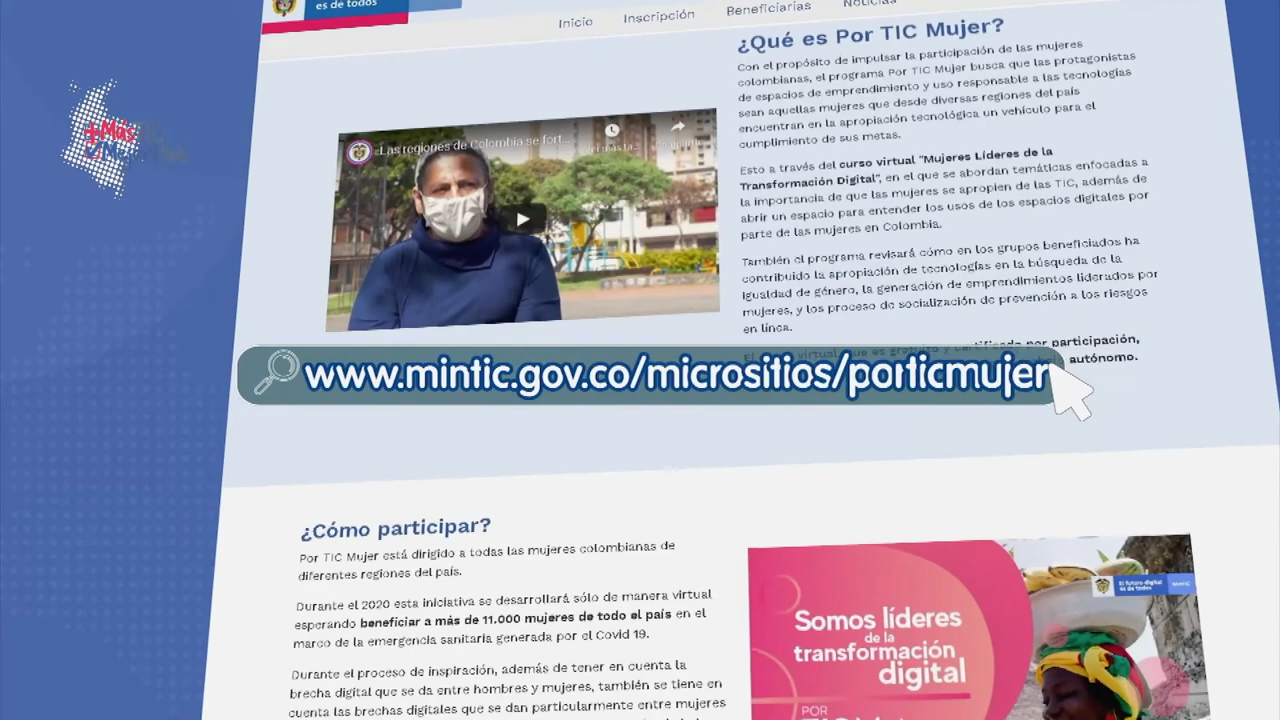 es de todos
Inicio Inscripción Beneficiarias Noticias
+Más
¿Qué es Por TIC Mujer?
Con el propósito de impulsar la participación de las mujeres
colombianas, el programa Por TIC Mujer busca que las protagonistas
de espacios de emprendimiento y uso responsable a las tecnologías
sean aquellas mujeres que desde diversas regiones del país
encuentran en la apropiación tecnológica un vehículo para el
cumplimiento de sus metas.
Esto a través del curso virtual "Mujeres Líderes de la
Transformación Digital", en el que se abordan temáticas enfocadas a
la importancia de que las mujeres se apropien de las TIC, además de
abrir un espacio para entender los usos de los espacios digitales por
parte de las mujeres en Colombia.
También el programa revisará cómo en los grupos beneficiados ha
contribuido la apropiación de tecnologías en la búsqueda de la
igualdad de género, la generación de emprendimientos liderados por
mujeres, y los proceso de socialización de prevención a los riesgos
en línea.
por participación,
autónomo.
Las regiones de Colombia se fort...
Ver más ta...
www.mintic.gov.co/micrositios/porticmujer
¿Cómo participar?
Por TIC Mujer está dirigido a todas las mujeres colombianas de
diferentes regiones del país.
Durante el 2020 esta iniciativa se desarrollará sólo de manera virtual
esperando beneficiar a más de 11.000 mujeres de todo el país en el
marco de la emergencia sanitaria generada por el Covid 19.
Durante el proceso de inspiración, además de tener en cuenta la
brecha digital que se da entre hombres y mujeres, también se tiene en
cuenta las brechas digitales que se dan particularmente entre mujeres
Somos líderes
de la
transformación
digital
POR
El futuro digital
es de todos
MinTIC